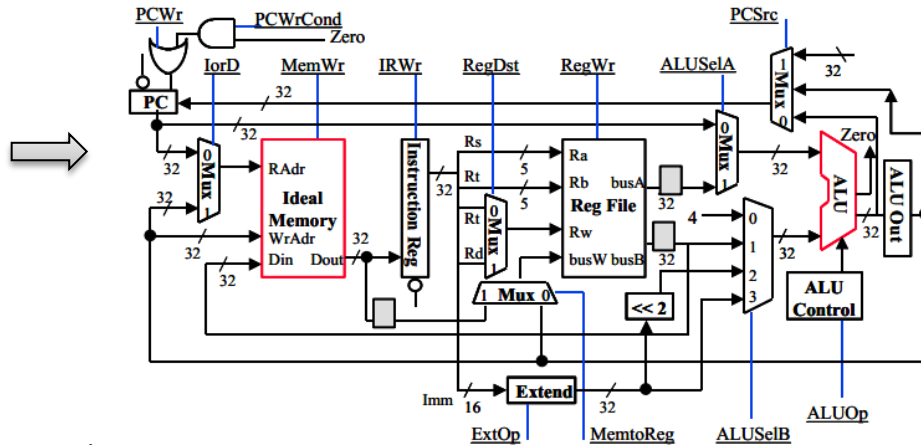 PCWr
PCWrCond
Zero
PCSrc
IorD
MemWr
IRWr
RegDst
RegWr
ALUSelA
32
1
Mux
0
PC
32
32
32
0
Mux
1
32
RAdr
Ideal
Memory
WrAdr
Din
Dout
32
32
32
Instruction Reg
32
Rs
Rt
Rt
Rd
5
5
0
Mux
1
Ra
Rb
busA
Reg File
Rw
busW
busB
32
32
0
Mux
1
32
Zero
ALU
32
ALU Out
4
0
1
2
3
Mux
32
1 Mux 0
<< 2
ALU
Control
Imm
16
Extend
32
ExtOp
MemtoReg
ALUSelB
ALUOp